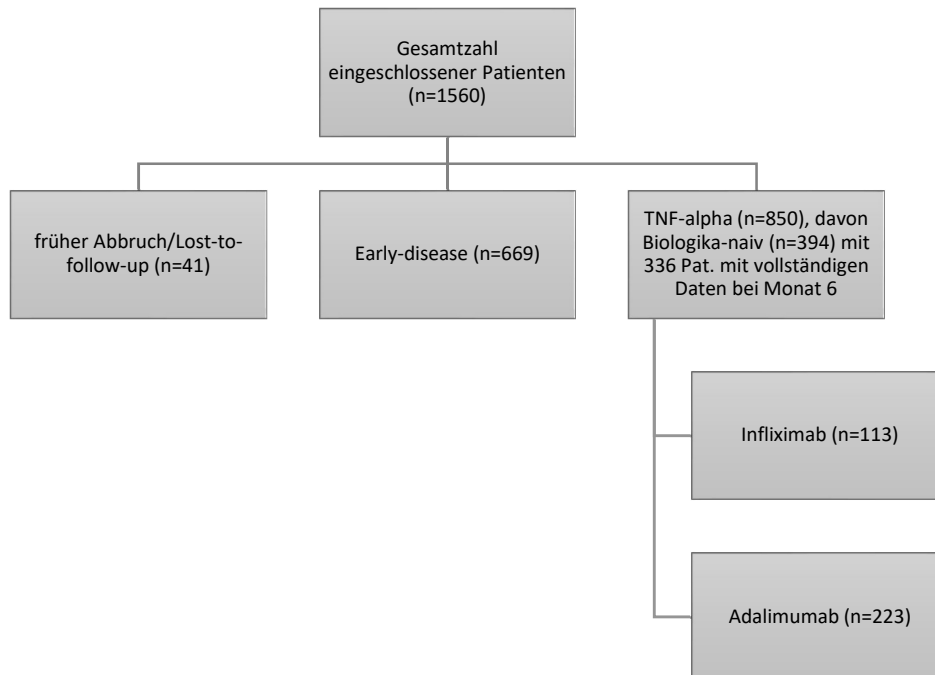 Gesamtzahl
eingeschlossener Patienten
(n=1560)
früher Abbruch/Lost-to-
follow-up (n=41)
Early-disease (n=669)
TNF-alpha (n=850), davon
Biologika-naiv (n=394) mit
336 Pat. mit vollständigen
Daten bei Monat 6
Infliximab (n=113)
Adalimumab (n=223)